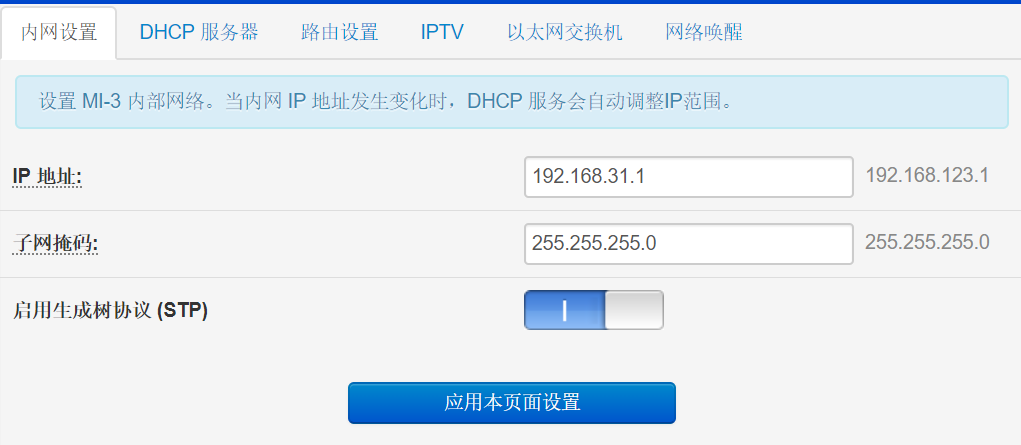 内网设置 DHCP 服务器 路由设置 IPTV 以太网交换机 网络唤醒
设置 MI-3 内部网络。当内网 IP 地址发生变化时，DHCP 服务会自动调整IP范围。
IP 地址: 192.168.31.1 192.168.123.1
子网掩码: 255.255.255.0 255.255.255.0
启用生成树协议 (STP)
应用本页面设置